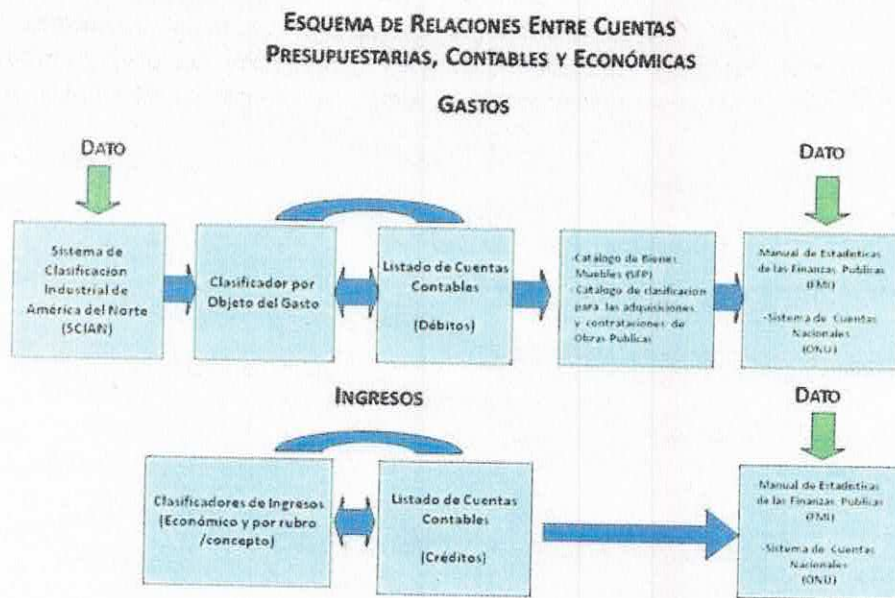 ESQUEMA DE RELACIONES ENTRE CUENTAS
PRESUPUESTARIAS, CONTABLES Y ECONÓMICAS
GASTOS
DATO
DATO
Sistema de
Clasificación
Industrial de
América del Norte
(SCIAN)
Clasificador por
Objeto del Gasto
Listado de Cuentas
Contables
(Débitos)
-Catálogo de Bienes
Muebles (SFP)
- Catálogo de clasificación
para las adquisiciones
y contrataciones de
Obras Publicas
-Manual de Estadísticas
de las Finanzas Publicas
(FMI)
-Sistema de Cuentas
Nacionales
(ONU)
INGRESOS
DATO
Clasificadores de Ingresos
(Económico y por rubro
/concepto)
Listado de Cuentas
Contables
(Créditos)
-Manual de Estadísticas
de las Finanzas Publicas
(FMI)
-Sistema de Cuentas
Nacionales
(ONU)